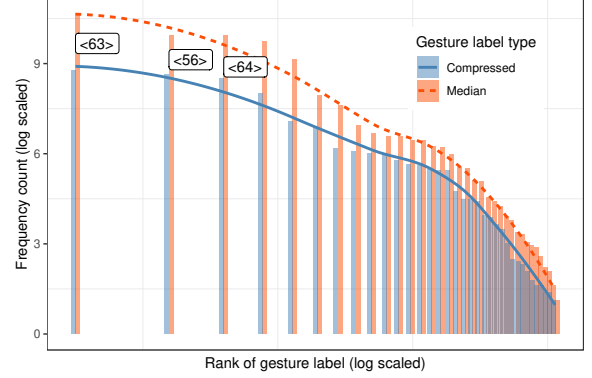 <63>
<56>
<64>
Gesture label type
Compressed
Median
Frequency count (log scaled)
9
6
3
0
Rank of gesture label (log scaled)